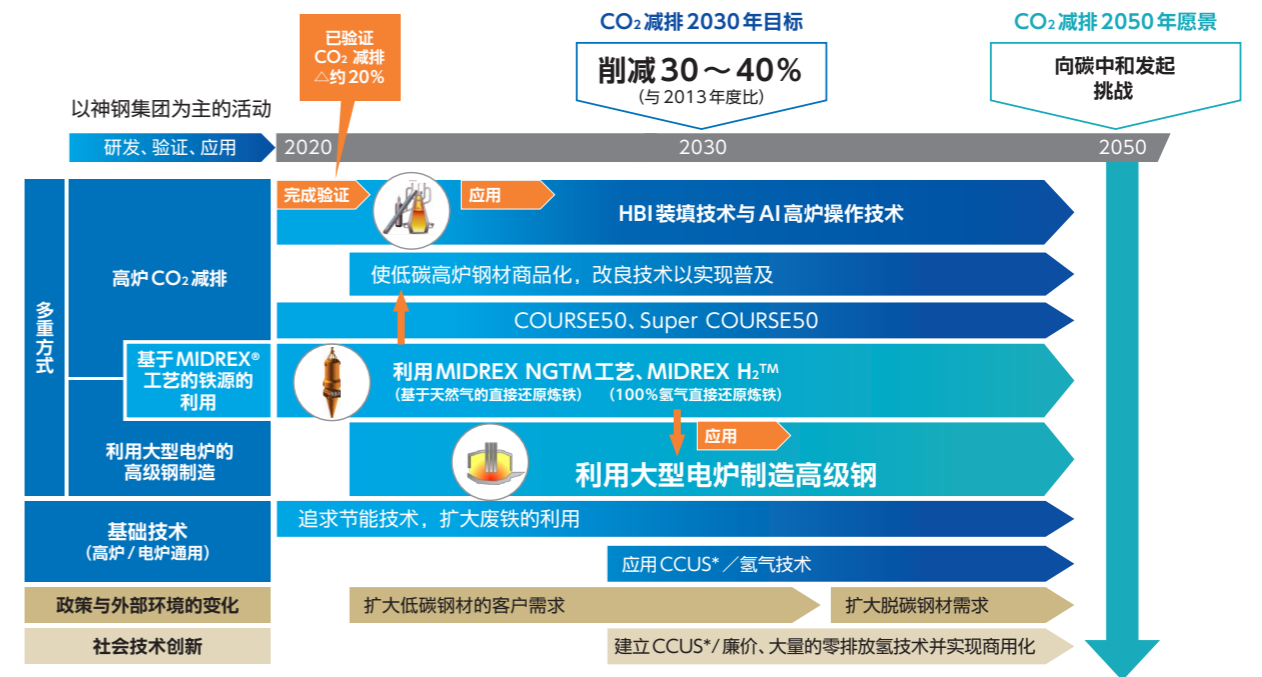 CO₂减排2030年目标
CO₂减排2050年愿景
已验证
CO₂ 减排
△约20%
削减30～40%
（与2013年度比）
向碳中和发起
挑战
以神钢集团为主的活动
研发、验证、应用
2020
2030
2050
多重方式
高炉CO₂减排
完成验证
应用
HBI装填技术与AI高炉操作技术
使低碳高炉钢材商品化，改良技术以实现普及
COURSE50、Super COURSE50
基于MIDREX®
工艺的铁源的
利用
利用MIDREX NGTM工艺、MIDREX H₂™
（基于天然气的直接还原炼铁）
（100%氢气直接还原炼铁）
利用大型电炉的
高级钢制造
应用
利用大型电炉制造高级钢
基础技术
（高炉/电炉通用）
追求节能技术，扩大废铁的利用
应用CCUS*／氢气技术
政策与外部环境的变化
扩大低碳钢材的客户需求
扩大脱碳钢材需求
社会技术创新
建立CCUS*/廉价、大量的零排放氢技术并实现商用化